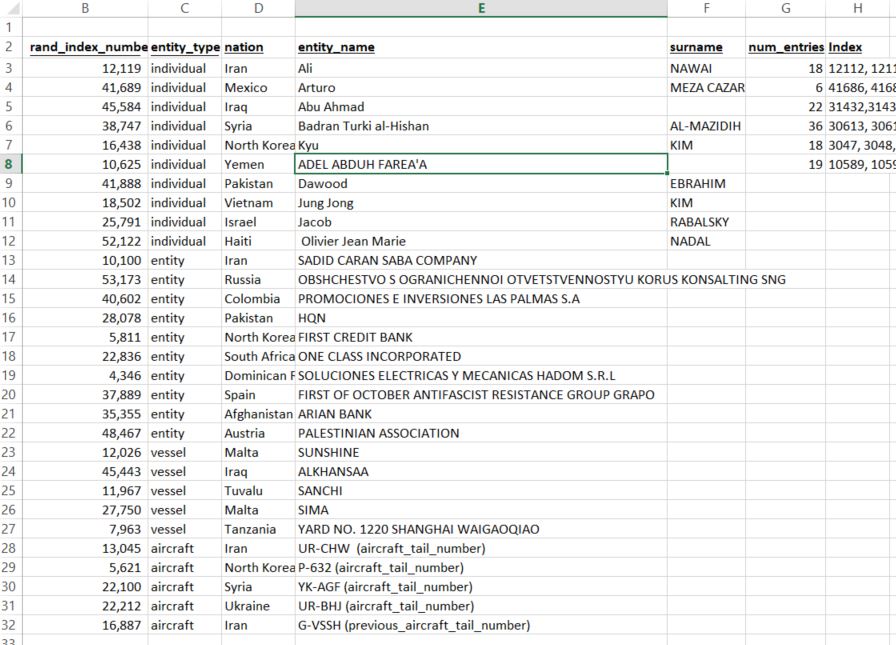 B C D E F G H
1
2 rand_index_numbe entity_type nation entity_name surname num_entries Index
3 12,119 individual Iran Ali NAWAI 18 12112, 1211
4 41,689 individual Mexico Arturo MEZA CAZAR 6 41686, 4168
5 45,584 individual Iraq Abu Ahmad 22 31432,3143
6 38,747 individual Syria Badran Turki al-Hishan AL-MAZIDIH 36 30613, 3061
7 16,438 individual North Korea Kyu KIM 18 3047, 3048,
8 10,625 individual Yemen ADEL ABDUH FAREA'A 19 10589, 1059
9 41,888 individual Pakistan Dawood EBRAHIM
10 18,502 individual Vietnam Jung Jong KIM
11 25,791 individual Israel Jacob RABALSKY
12 52,122 individual Haiti Olivier Jean Marie NADAL
13 10,100 entity Iran SADID CARAN SABA COMPANY
14 53,173 entity Russia OBSHCHESTVO S OGRANICHENNOI OTVETSTVENNOSTYU KORUS KONSALTING SNG
15 40,602 entity Colombia PROMOCIONES E INVERSIONES LAS PALMAS S.A
16 28,078 entity Pakistan HQN
17 5,811 entity North Korea FIRST CREDIT BANK
18 22,836 entity South Africa ONE CLASS INCORPORATED
19 4,346 entity Dominican F SOLUCIONES ELECTRICAS Y MECANICAS HADOM S.R.L
20 37,889 entity Spain FIRST OF OCTOBER ANTIFASCIST RESISTANCE GROUP GRAPO
21 35,355 entity Afghanistan ARIAN BANK
22 48,467 entity Austria PALESTINIAN ASSOCIATION
23 12,026 vessel Malta SUNSHINE
24 45,443 vessel Iraq ALKHANSAA
25 11,967 vessel Tuvalu SANCHI
26 27,750 vessel Malta SIMA
27 7,963 vessel Tanzania YARD NO. 1220 SHANGHAI WAIGAOQIAO
28 13,045 aircraft Iran UR-CHW (aircraft_tail_number)
29 5,621 aircraft North Korea P-632 (aircraft_tail_number)
30 22,100 aircraft Syria YK-AGF (aircraft_tail_number)
31 22,212 aircraft Ukraine UR-BHJ (aircraft_tail_number)
32 16,887 aircraft Iran G-VSSH (previous_aircraft_tail_number)
33